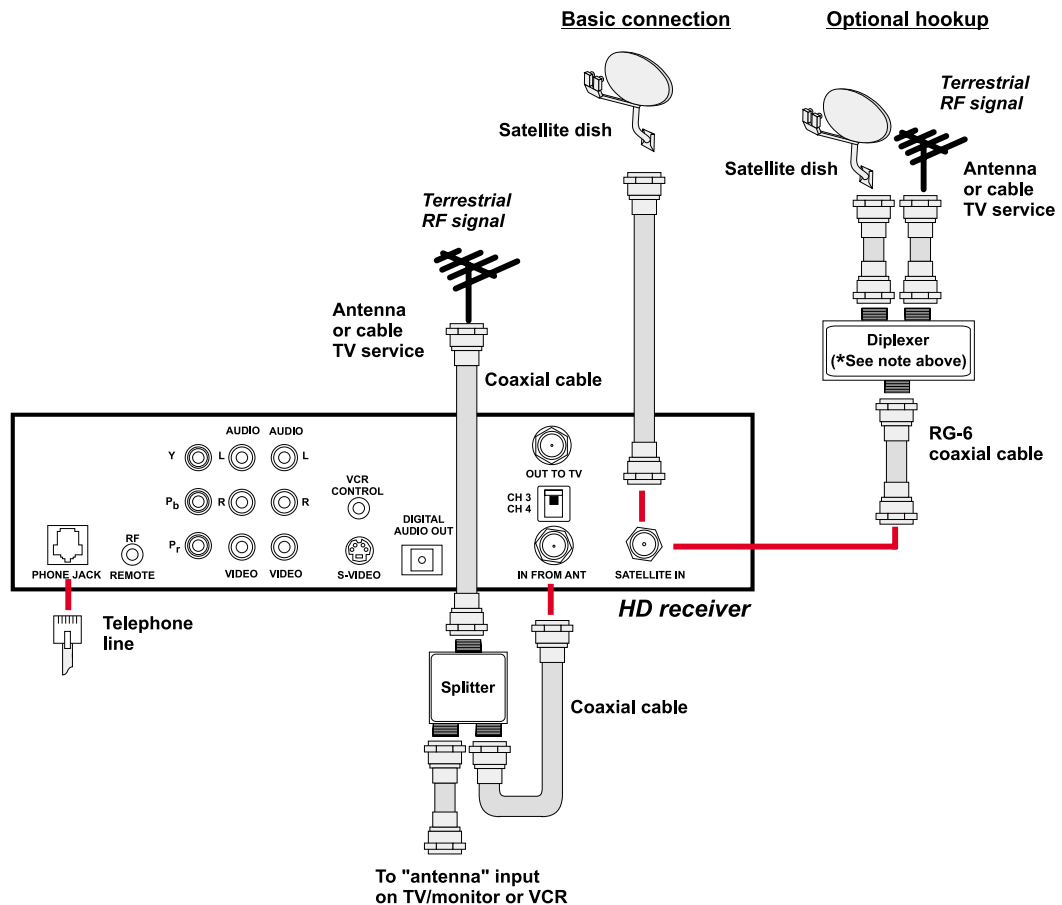 Basic connection
Optional hookup
Satellite dish
Terrestrial
RF signal
Satellite dish
Antenna
or cable
TV service
Terrestrial
RF signal
Antenna
or cable
TV service
Coaxial cable
Diplexer
(*See note above)
RG-6
coaxial cable
AUDIO AUDIO
Y L L
Pb R R
Pr
VIDEO VIDEO
PHONE JACK
RF
REMOTE
VCR
CONTROL
S-VIDEO
DIGITAL
AUDIO OUT
OUT TO TV
CH 3
CH 4
IN FROM ANT
SATELLITE IN
HD receiver
Telephone
line
Splitter
Coaxial cable
To "antenna" input
on TV/monitor or VCR